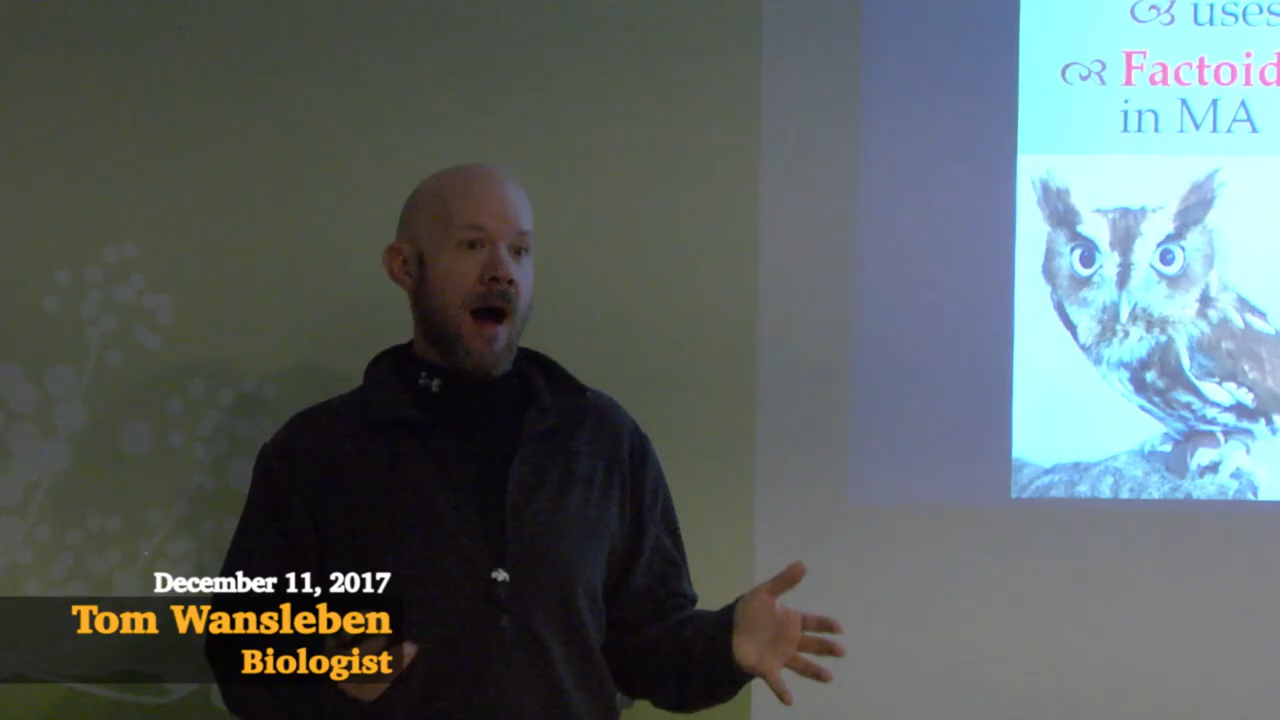 uses
Factoid
in MA
December 11, 2017
Tom Wansleben
Biologist